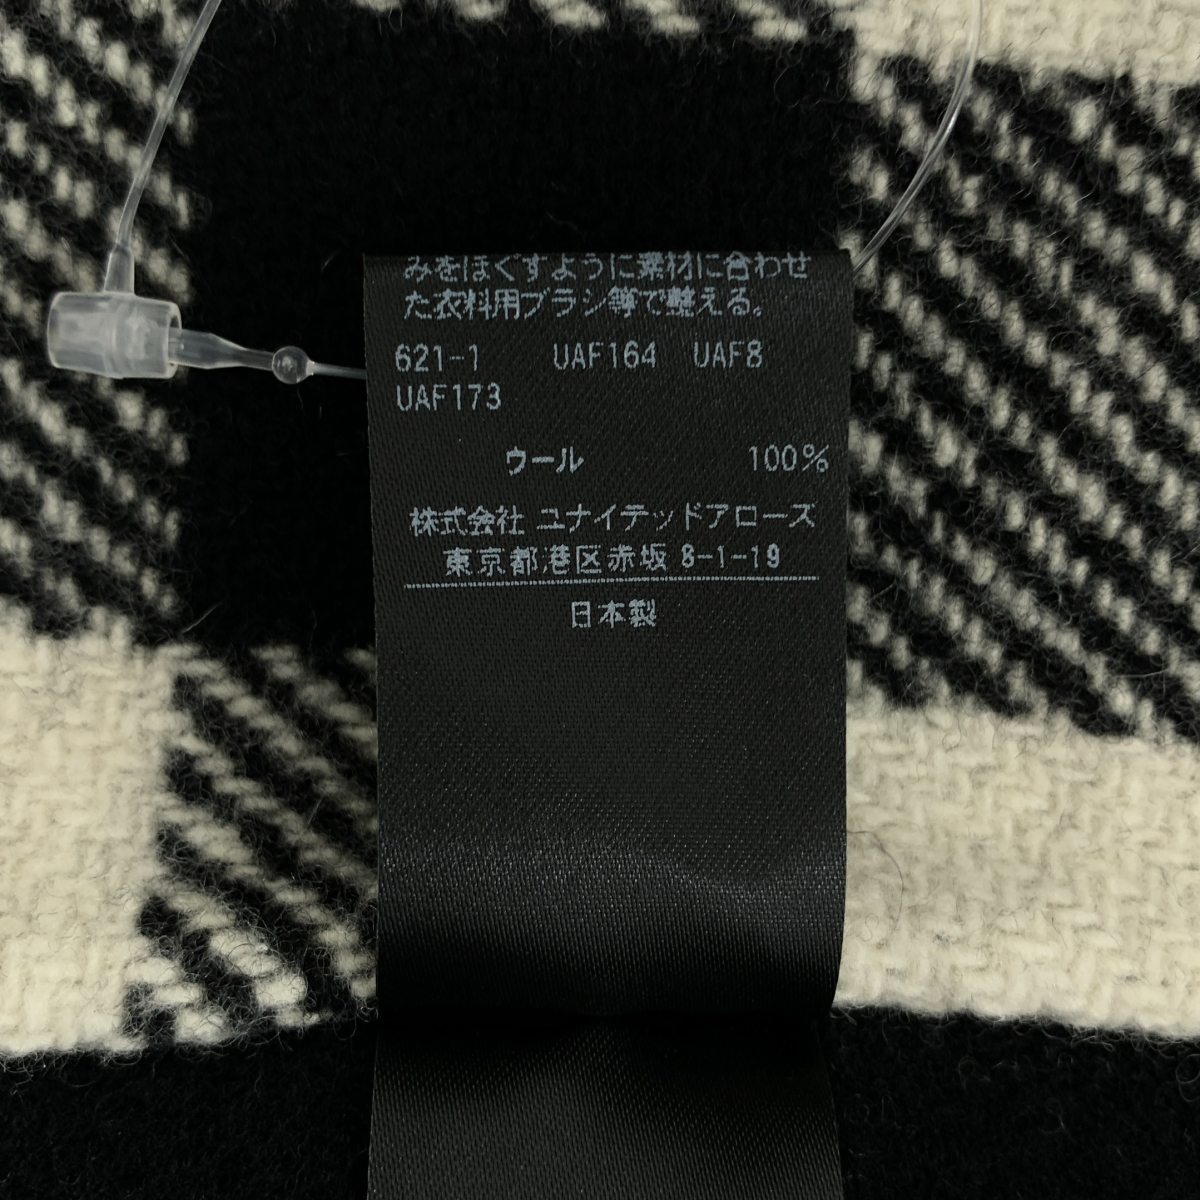 みをほぐすように素材に合わせ
た衣料用ブラシ等で整える。
621-1 UAF164 UAF8
UAF173
ウール 100%
株式会社 ユナイテッドアローズ
東京都港区赤坂 8-1-19
日本製